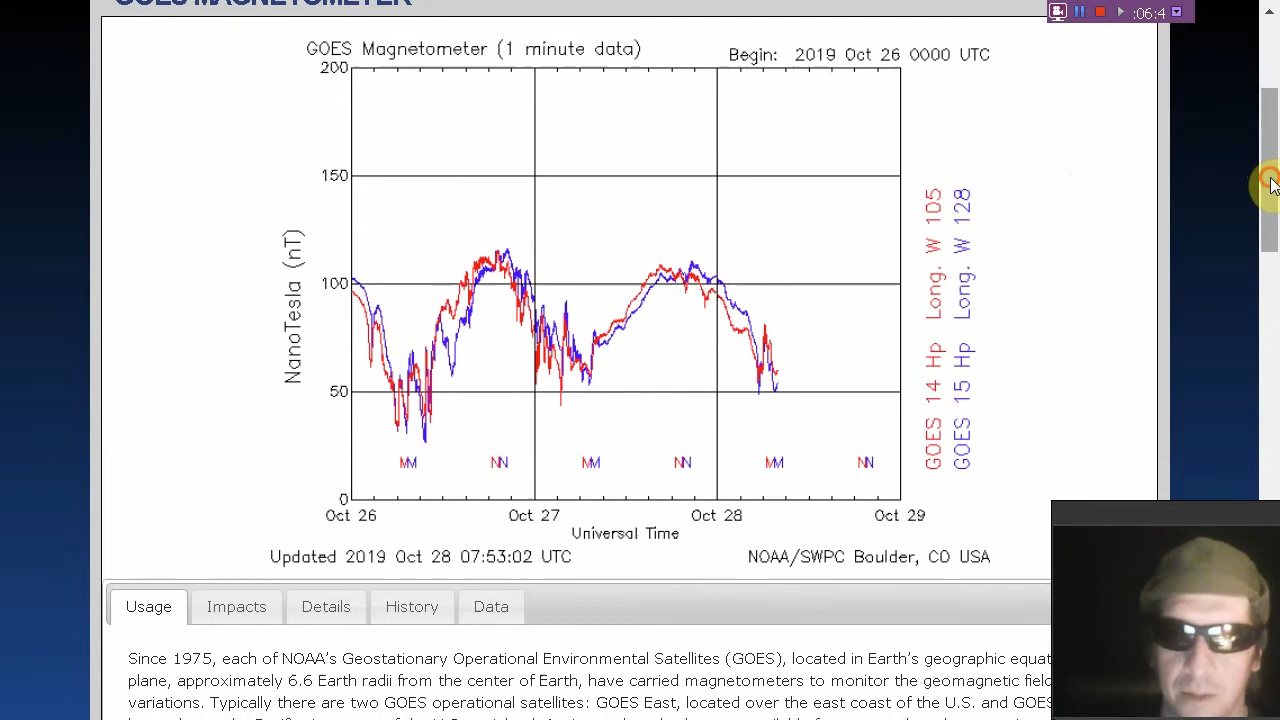 GOES MAGNETOMETER
:06:4
GOES Magnetometer (1 minute data)
Begin: 2019 Oct 26 0000 UTC
200
150
100
50
0
NanoTesla (nT)
GOES 14 Hp Long. W 105
GOES 15 Hp Long. W 128
MM NN MM NN MM NN
Oct 26 Oct 27 Oct 28 Oct 29
Universal Time
Updated 2019 Oct 28 07:53:02 UTC
NOAA/SWPC Boulder, CO USA
Usage Impacts Details History Data
Since 1975, each of NOAA's Geostationary Operational Environmental Satellites (GOES), located in Earth's geographic equat
plane, approximately 6.6 Earth radii from the center of Earth, have carried magnetometers to monitor the geomagnetic field
variations. Typically there are two GOES operational satellites: GOES East, located over the east coast of the U.S. and GOES